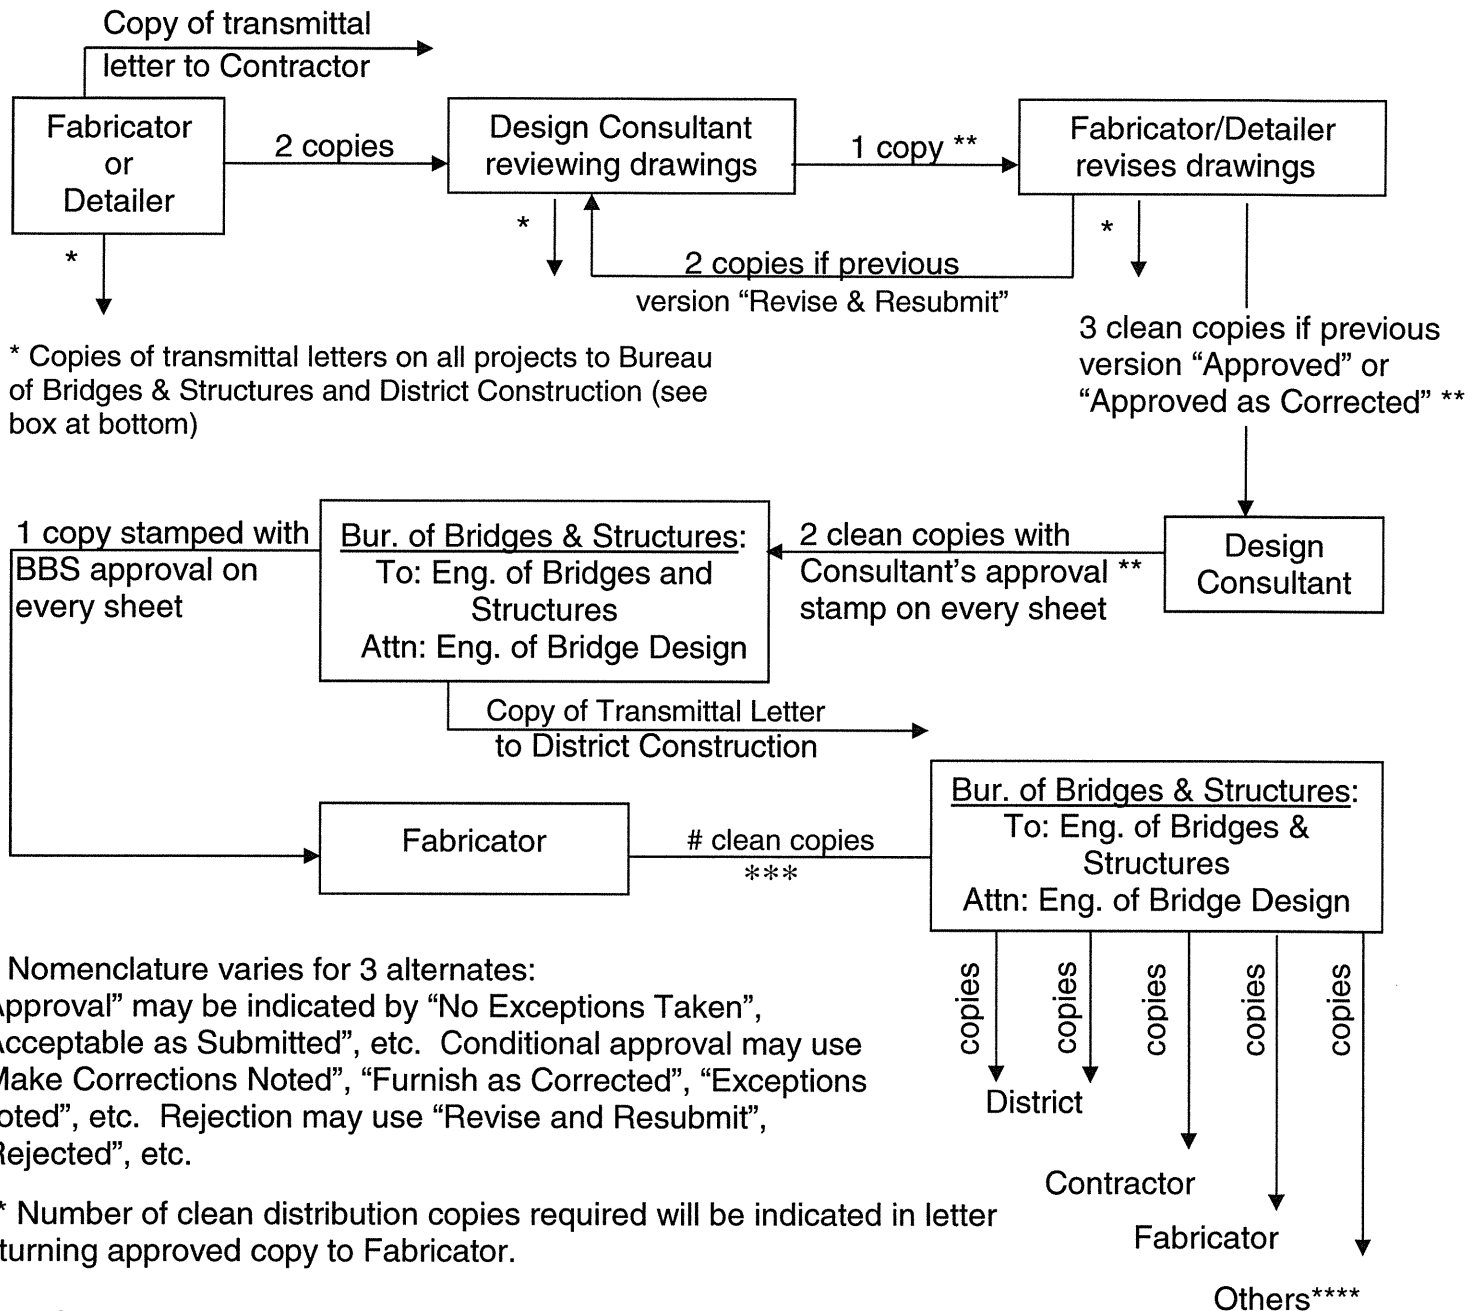 Copy of transmittal
letter to Contractor
Fabricator
or
Detailer
2 copies
Design Consultant
reviewing drawings
1 copy **
Fabricator/Detailer
revises drawings
*
*
*
2 copies if previous
version “Revise & Resubmit”
3 clean copies if previous
version “Approved” or
“Approved as Corrected” **
* Copies of transmittal letters on all projects to Bureau
of Bridges & Structures and District Construction (see
box at bottom)
1 copy stamped with
BBS approval on
every sheet
Bur. of Bridges & Structures:
To: Eng. of Bridges and
Structures
Attn: Eng. of Bridge Design
2 clean copies with
Consultant’s approval **
stamp on every sheet
Design
Consultant
Copy of Transmittal Letter
to District Construction
Fabricator
# clean copies
***
Bur. of Bridges & Structures:
To: Eng. of Bridges &
Structures
Attn: Eng. of Bridge Design
copies
copies
copies
copies
copies
District
Contractor
Fabricator
Others****
Nomenclature varies for 3 alternates:
Approval” may be indicated by “No Exceptions Taken”,
Acceptable as Submitted”, etc. Conditional approval may use
Make Corrections Noted”, “Furnish as Corrected”, “Exceptions
oted”, etc. Rejection may use “Revise and Resubmit”,
Rejected”, etc.
* Number of clean distribution copies required will be indicated in letter
turning approved copy to Fabricator.